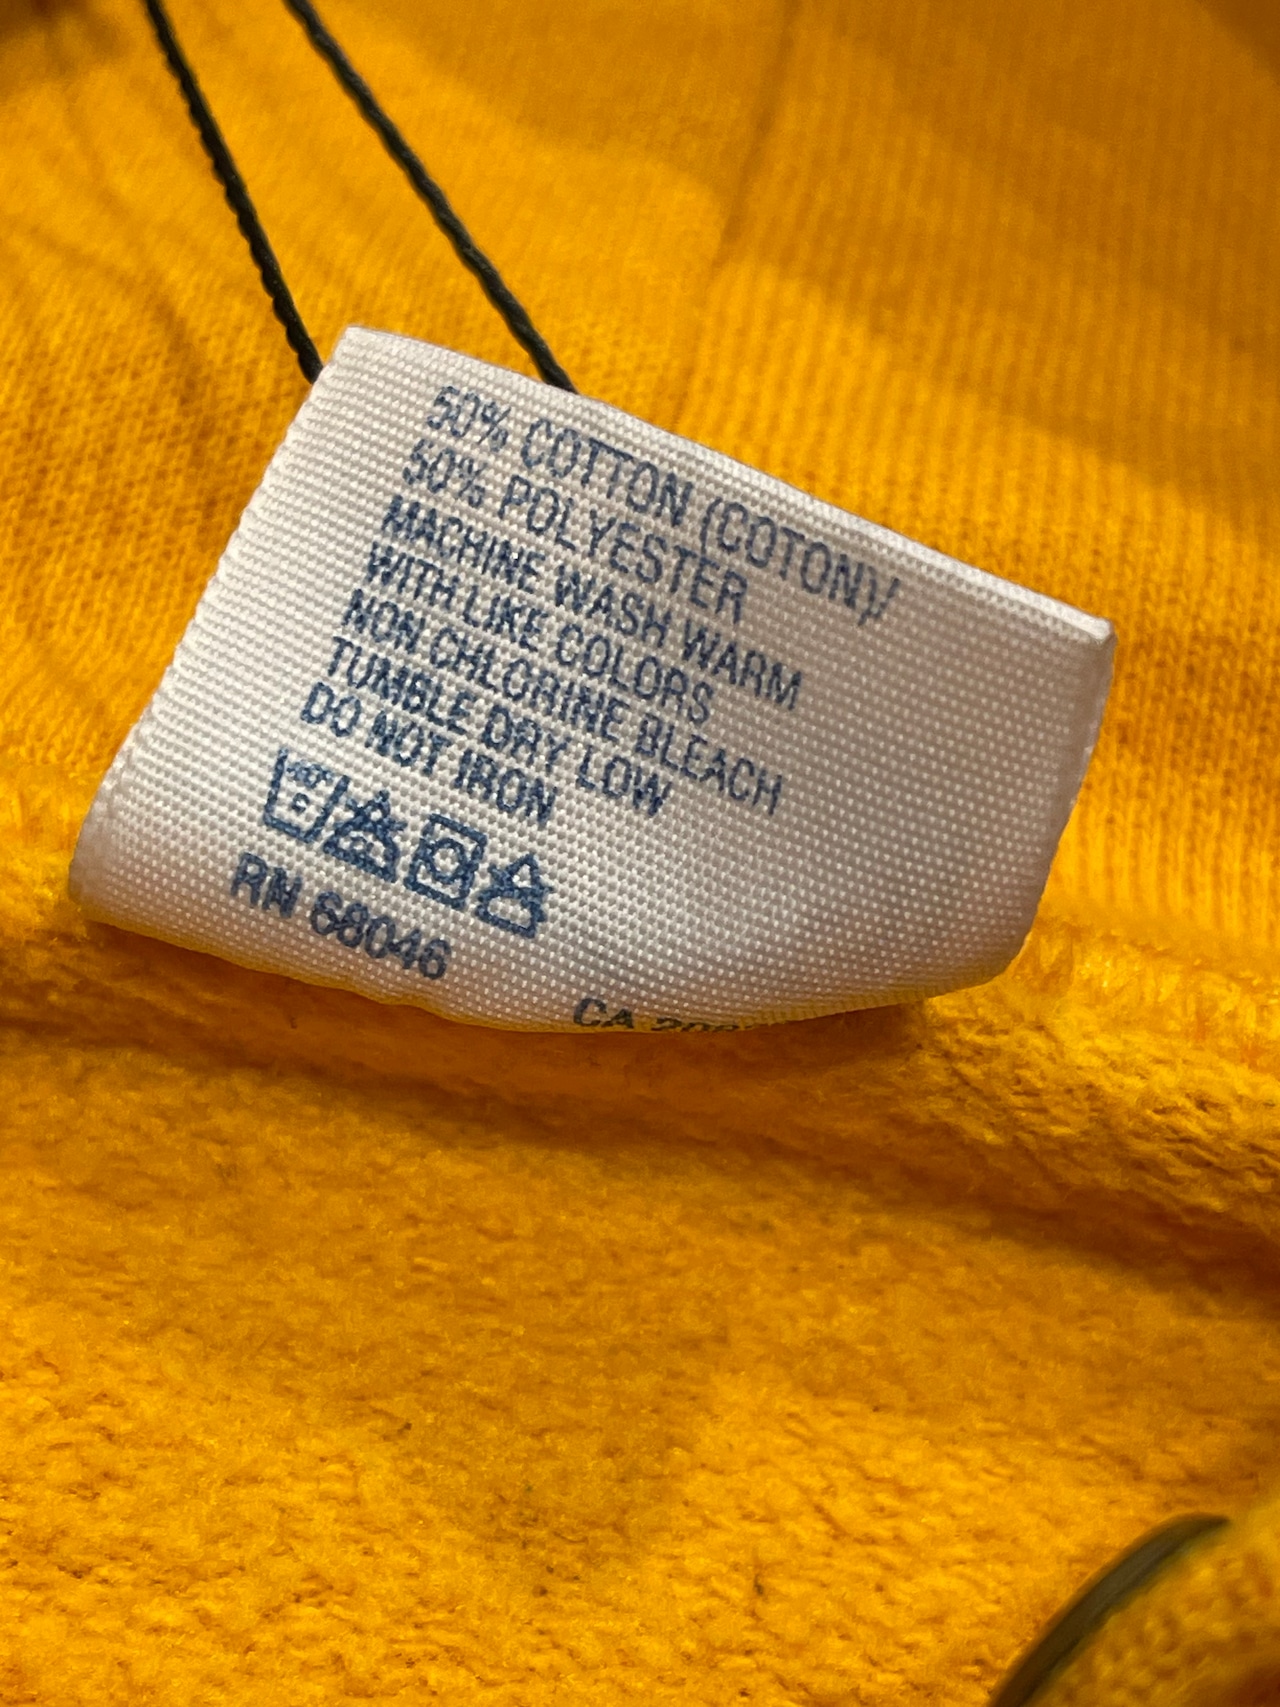 50% COTTON (COTON)/
50% POLYESTER
MACHINE WASH WARM
WITH LIKE COLORS
NON CHLORINE BLEACH
TUMBLE DRY LOW
DO NOT IRON
RN 68046
CA